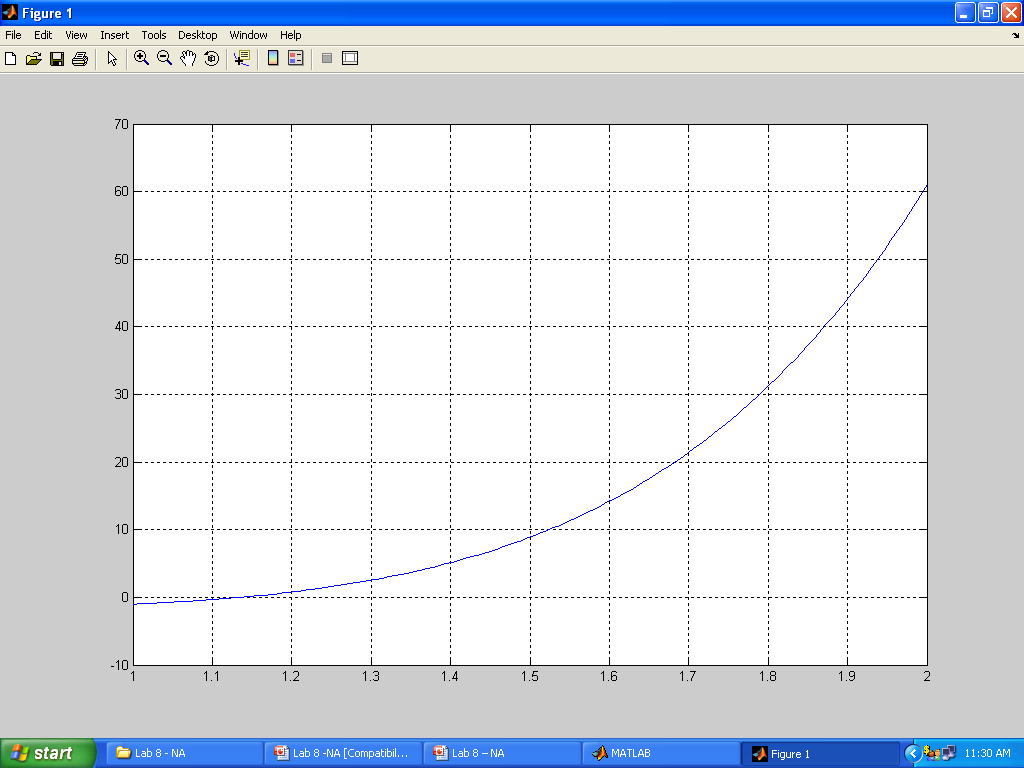 Figure 1
File Edit View Insert Tools Desktop Window Help
70
60
50
40
30
20
10
0
-10
1 1.1 1.2 1.3 1.4 1.5 1.6 1.7 1.8 1.9 2
start Lab 8 - NA Lab 8 -NA [Compatibil... Lab 8 – NA MATLAB Figure 1 11:30 AM